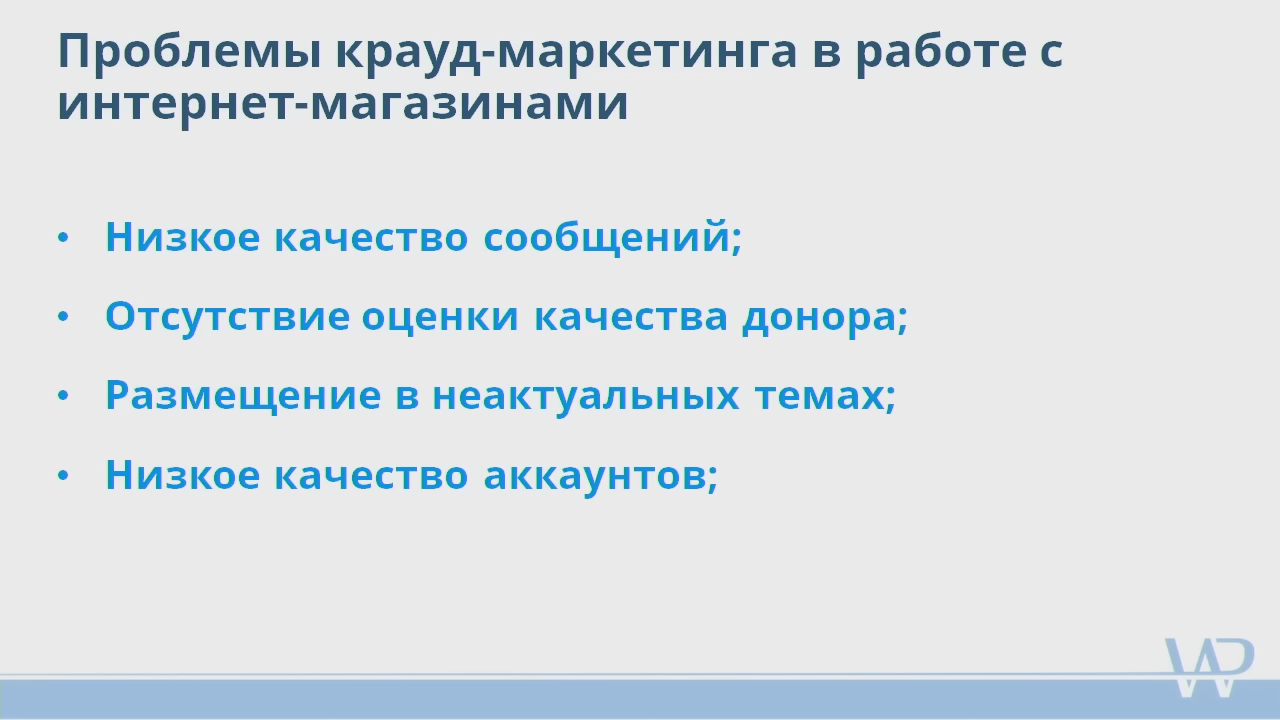 Проблемы крауд-маркетинга в работе с
интернет-магазинами
• Низкое качество сообщений;
• Отсутствие оценки качества донора;
• Размещение в неактуальных темах;
• Низкое качество аккаунтов;
WP